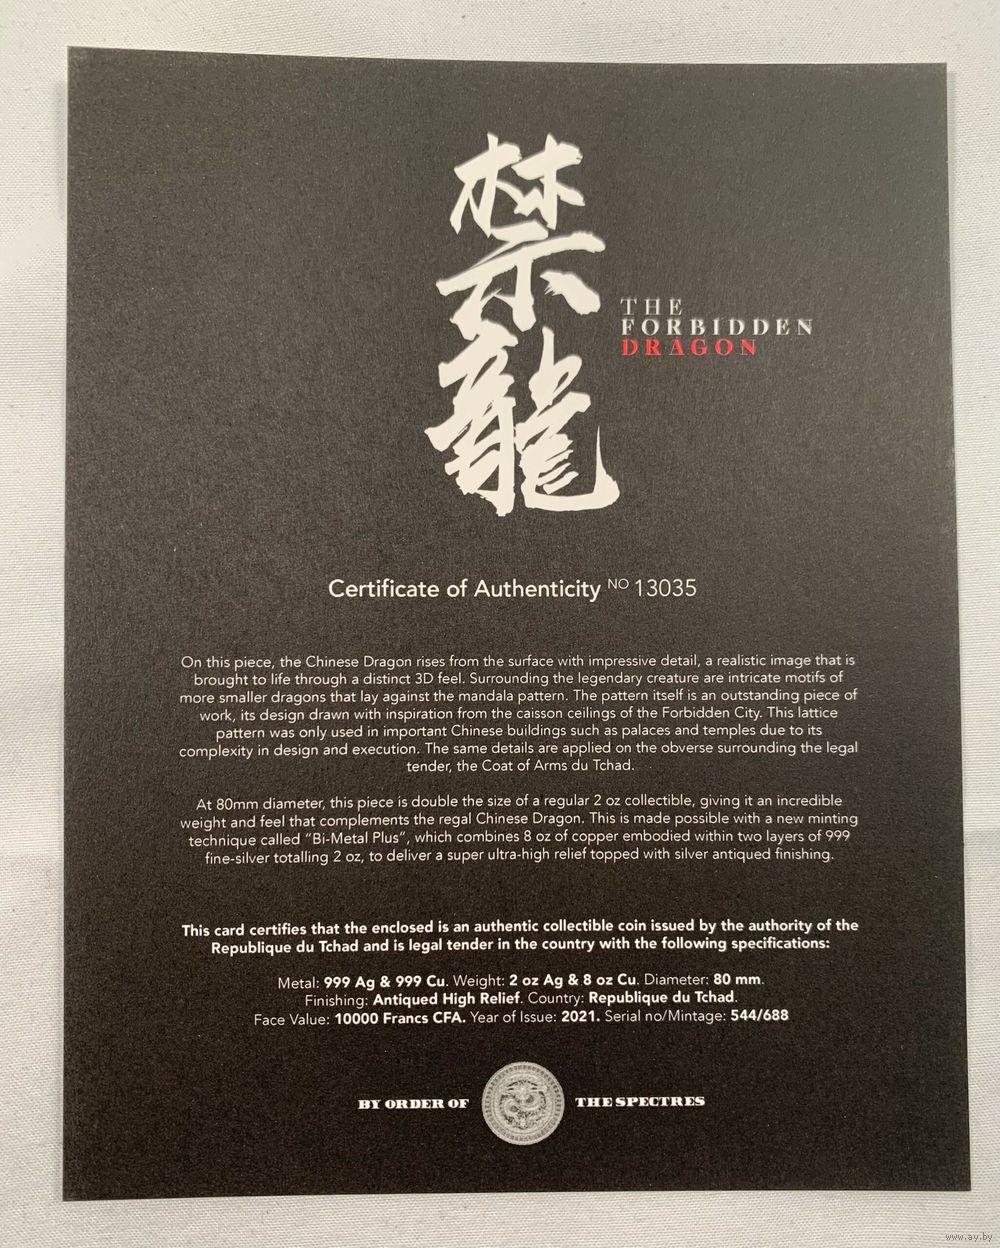 禁
龍
THE
FORBIDDEN
DRAGON
Certificate of Authenticity NO 13035
On this piece, the Chinese Dragon rises from the surface with impressive detail, a realistic image that is
brought to life through a distinct 3D feel. Surrounding the legendary creature are intricate motifs of
more smaller dragons that lay against the mandala pattern. The pattern itself is an outstanding piece of
work, its design drawn with inspiration from the caisson ceilings of the Forbidden City. This lattice
pattern was only used in important Chinese buildings such as palaces and temples due to its
complexity in design and execution. The same details are applied on the obverse surrounding the legal
tender, the Coat of Arms du Tchad.
At 80mm diameter, this piece is double the size of a regular 2 oz collectible, giving it an incredible
weight and feel that complements the regal Chinese Dragon. This is made possible with a new minting
technique called "Bi-Metal Plus", which combines 8 oz of copper embodied within two layers of 999
fine-silver totalling 2 oz, to deliver a super ultra-high relief topped with silver antiqued finishing.
This card certifies that the enclosed is an authentic collectible coin issued by the authority of the
Republique du Tchad and is legal tender in the country with the following specifications:
Metal: 999 Ag & 999 Cu. Weight: 2 oz Ag & 8 oz Cu. Diameter: 80 mm.
Finishing: Antiqued High Relief. Country: Republique du Tchad.
Face Value: 10000 Francs CFA. Year of Issue: 2021. Serial no/Mintage: 544/688
BY ORDER OF THE SPECTRES
www.ay.by